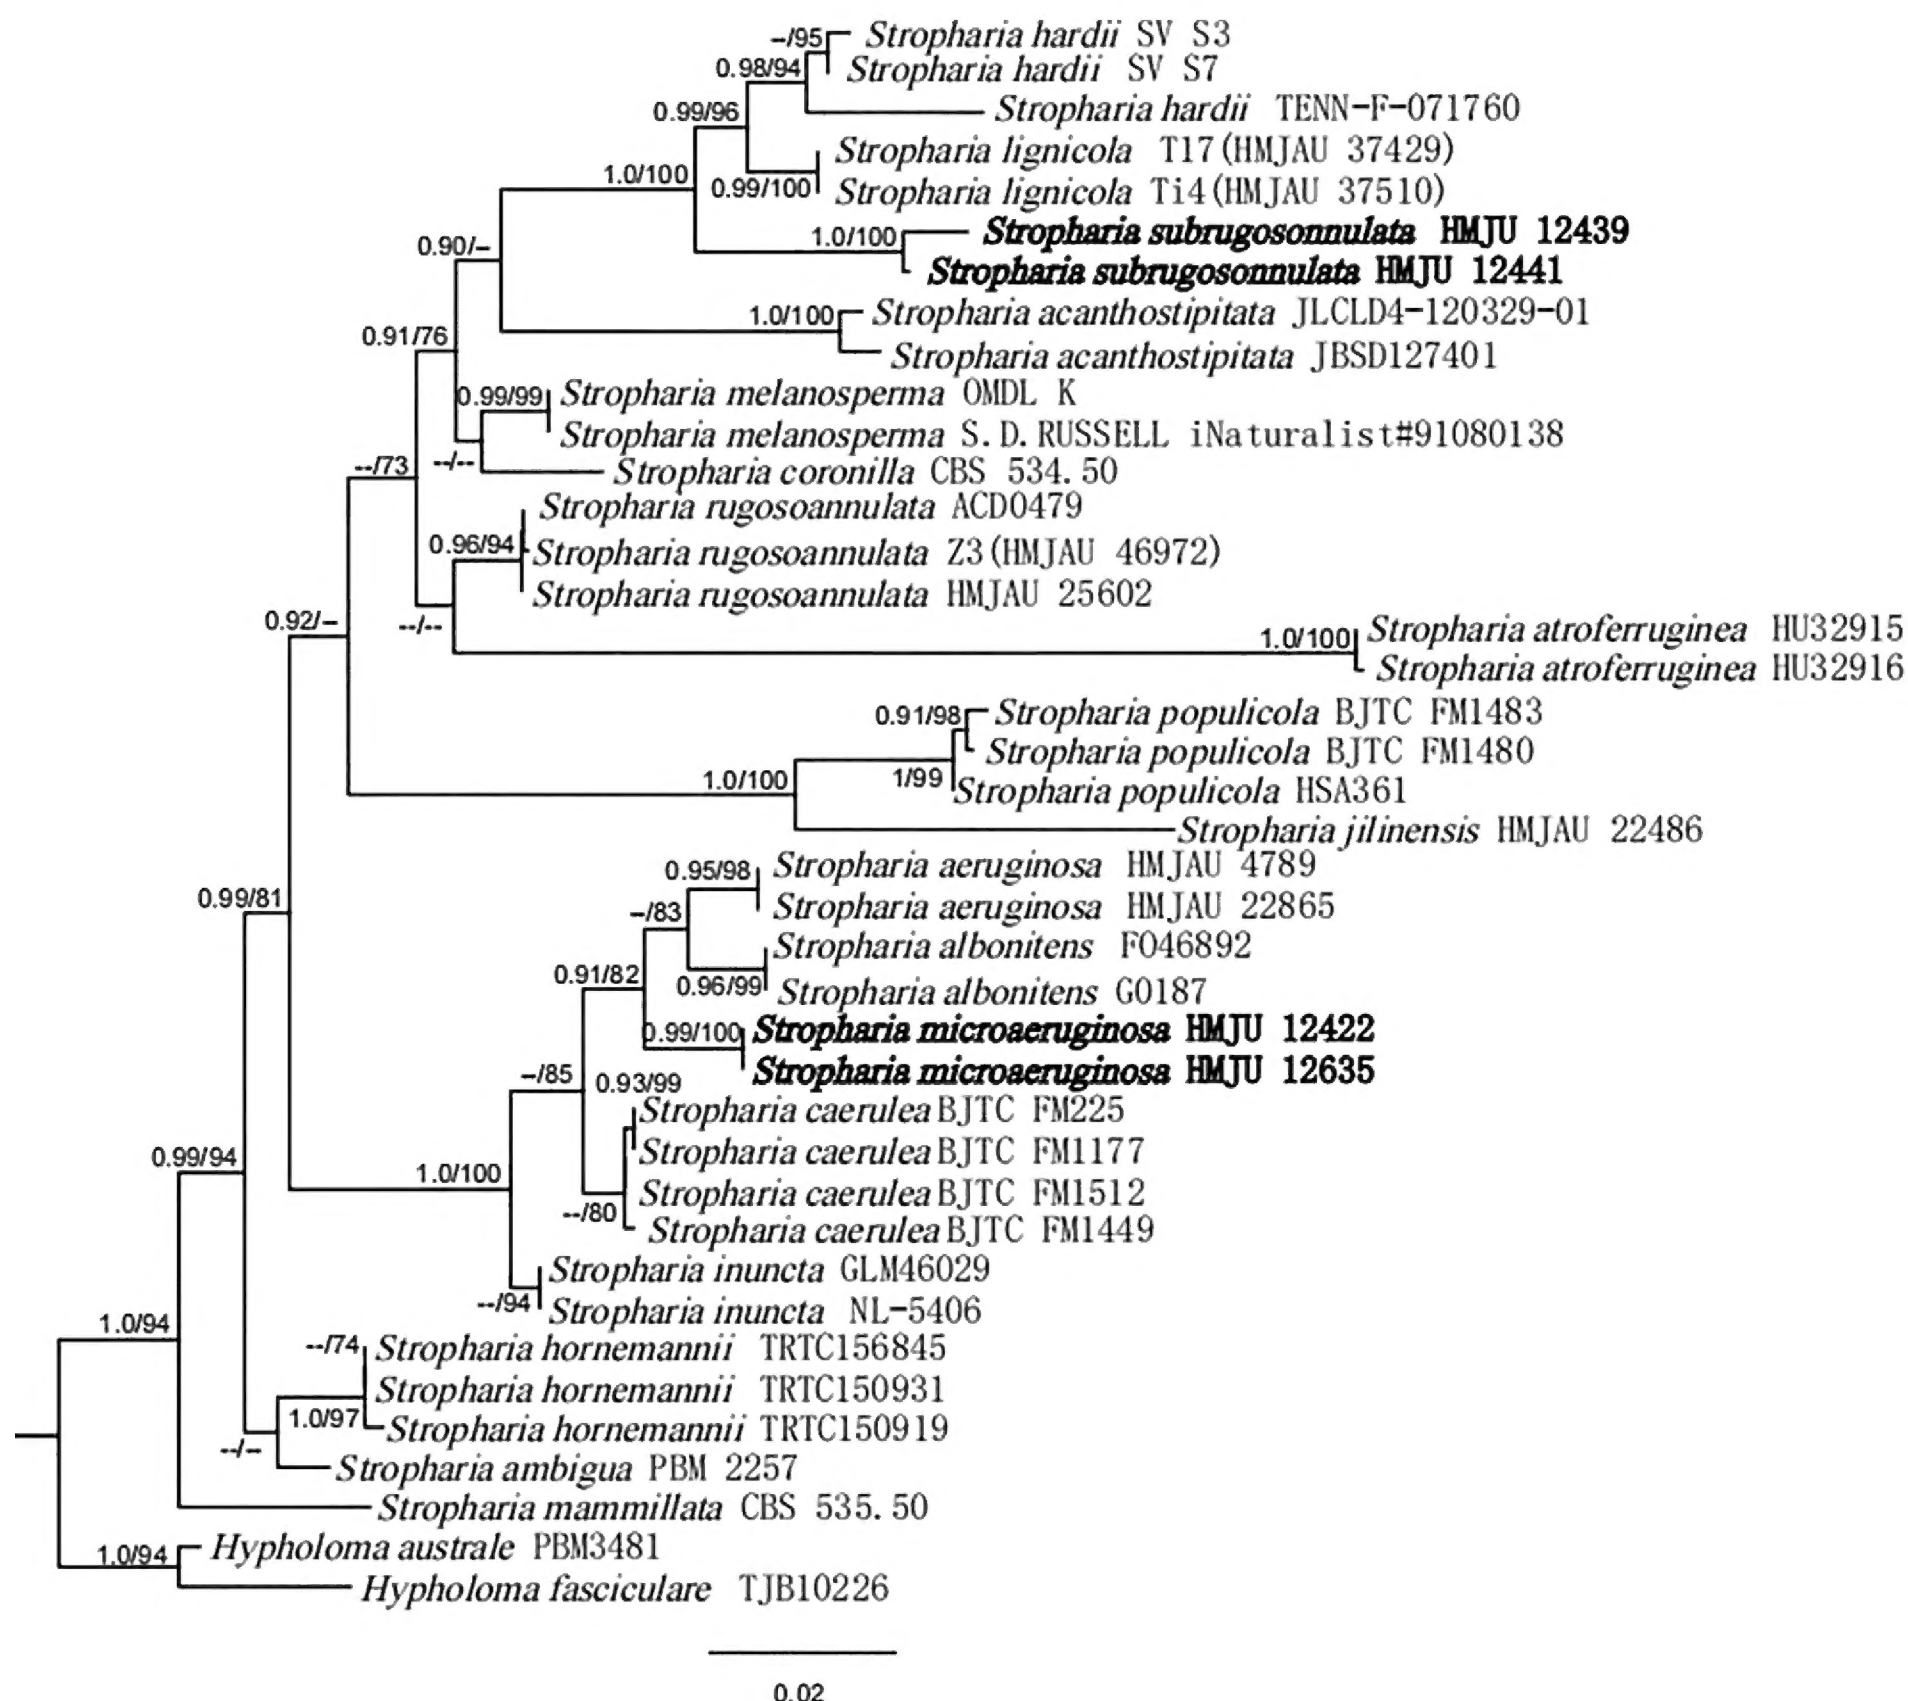 --/95
Stropharia hardii SV S3
0.98/94
Stropharia hardii SV S7
0.99/96
Stropharia hardii TENN-F-071760
Stropharia lignicola T17(HMJAU 37429)
1.0/100
0.99/100
Stropharia lignicola Ti4(HMJAU 37510)
1.0/100
Stropharia subrugosonnulata HMJU 12439
0.90/–
Stropharia subrugosonnulata HMJU 12441
1.0/100
Stropharia acanthostipitata JLCLD4-120329-01
0.91/76
Stropharia acanthostipitata JBSD127401
0.99/99
Stropharia melanosperma OMDL K
Stropharia melanosperma S.D.RUSSELL iNaturalist#91080138
--/73
--/--
Stropharia coronilla CBS 534.50
Stropharia rugosoannulata ACD0479
0.96/94
Stropharia rugosoannulata Z3(HMJAU 46972)
Stropharia rugosoannulata HMJAU 25602
0.92/–
--/--
1.0/100
Stropharia atroferruginea HU32915
Stropharia atroferruginea HU32916
0.91/98
Stropharia populicola BJTC FM1483
Stropharia populicola BJTC FM1480
1.0/100
1/99
Stropharia populicola HSA361
Stropharia jilinensis HMJAU 22486
0.95/98
Stropharia aeruginosa HMJAU 4789
0.99/81
–/83
Stropharia aeruginosa HMJAU 22865
Stropharia albonitens F046892
0.91/82
0.96/99
Stropharia albonitens G0187
0.99/100
Stropharia microaeruginosa HMJU 12422
–/85
0.93/99
Stropharia microaeruginosa HMJU 12635
Stropharia caerulea BJTC FM225
0.99/94
Stropharia caerulea BJTC FM1177
1.0/100
Stropharia caerulea BJTC FM1512
--/80
Stropharia caerulea BJTC FM1449
Stropharia inuncta GLM46029
--/94
Stropharia inuncta NL-5406
1.0/94
--/74
Stropharia hornemannii TRTC156845
Stropharia hornemannii TRTC150931
1.0/97
Stropharia hornemannii TRTC150919
--/--
Stropharia ambigua PBM 2257
Stropharia mammillata CBS 535.50
1.0/94
Hypholoma australe PBM3481
Hypholoma fasciculare TJB10226
0.02